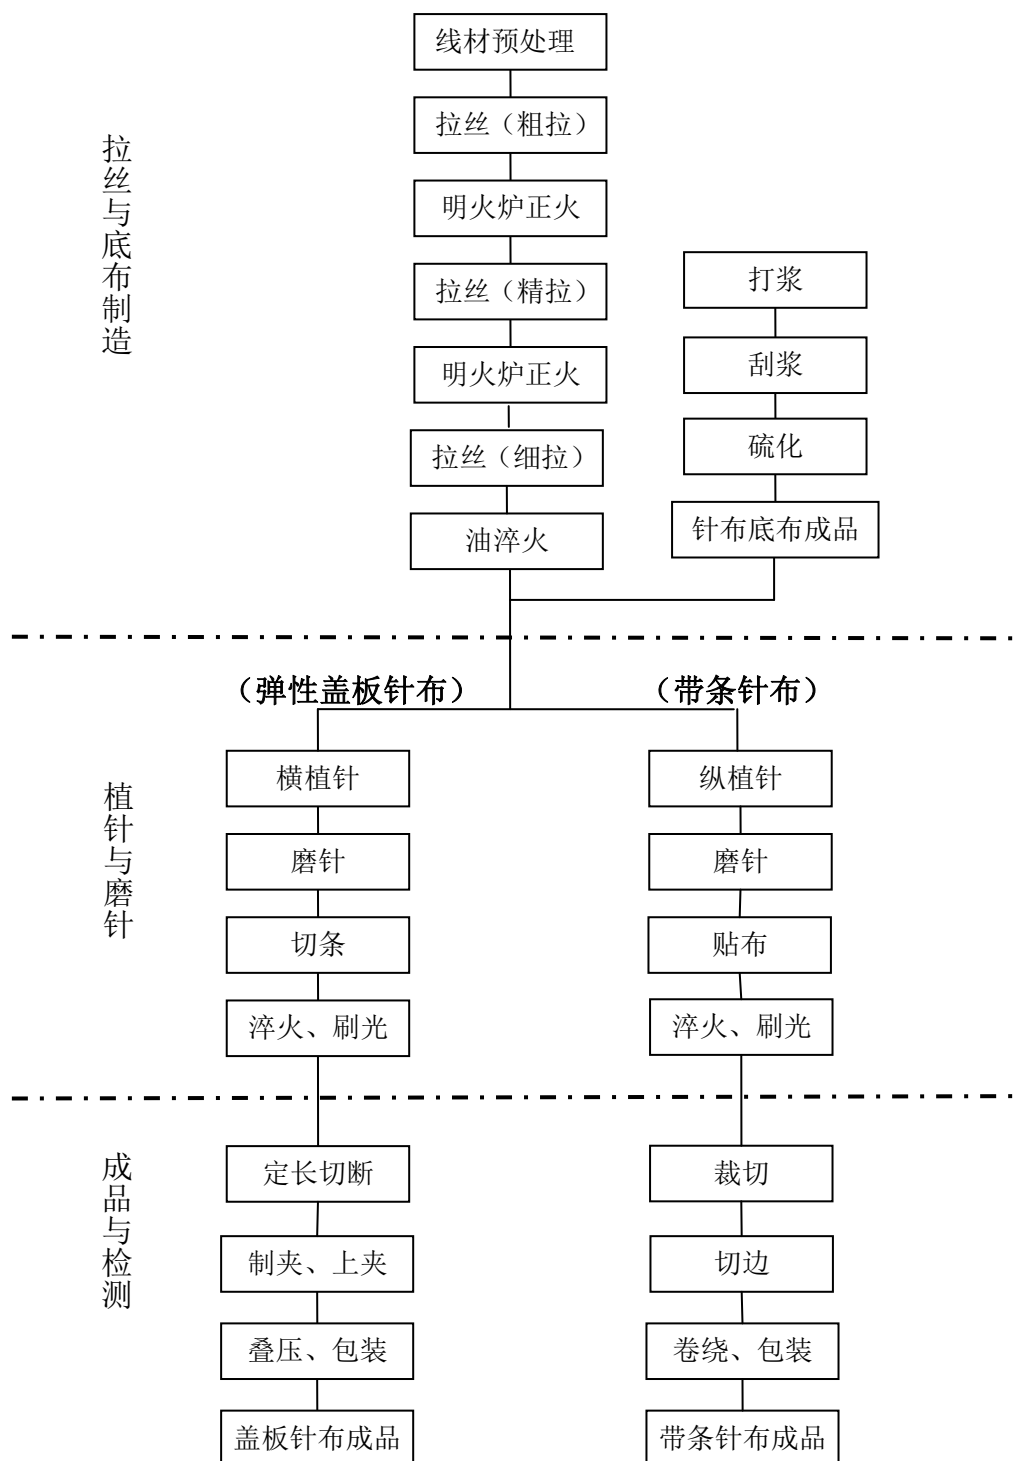 拉丝与底布制造
线材预处理
拉丝（粗拉）
明火炉正火
拉丝（精拉）
明火炉正火
拉丝（细拉）
油淬火
打浆
刮浆
硫化
针布底布成品
植针与磨针
（弹性盖板针布）
横植针
磨针
切条
淬火、刷光
（带条针布）
纵植针
磨针
贴布
淬火、刷光
成品与检测
定长切断
制夹、上夹
叠压、包装
盖板针布成品
裁切
切边
卷绕、包装
带条针布成品